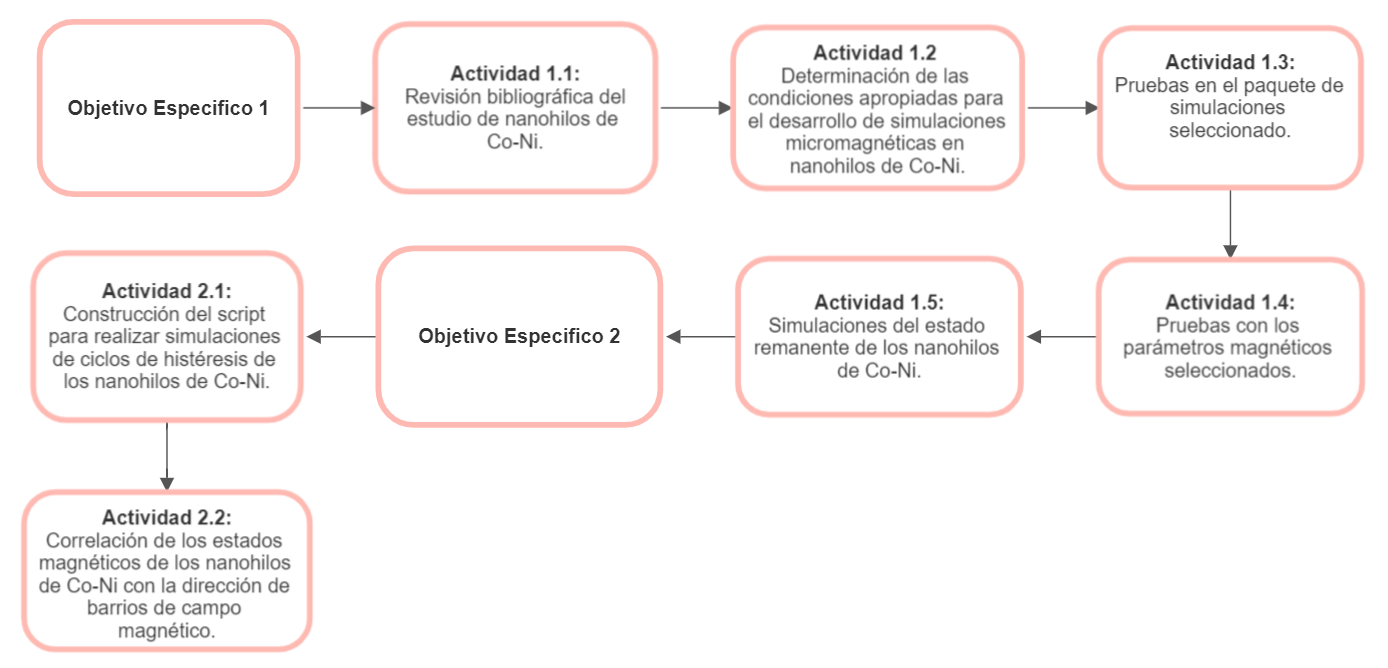 Objetivo Especifico 1
Actividad 1.1:
Revisión bibliográfica del
estudio de nanohilos de
Co-Ni.
Actividad 1.2
Determinación de las
condiciones apropiadas para
el desarrollo de simulaciones
micromagnéticas en
nanohilos de Co-Ni.
Actividad 1.3:
Pruebas en el paquete de
simulaciones
seleccionado.
Actividad 1.4:
Pruebas con los
parámetros magnéticos
seleccionados.
Actividad 1.5:
Simulaciones del estado
remanente de los nanohilos
de Co-Ni.
Objetivo Especifico 2
Actividad 2.1:
Construcción del script
para realizar simulaciones
de ciclos de histéresis de
los nanohilos de Co-Ni.
Actividad 2.2:
Correlación de los estados
magnéticos de los nanohilos
de Co-Ni con la dirección de
barrios de campo
magnético.